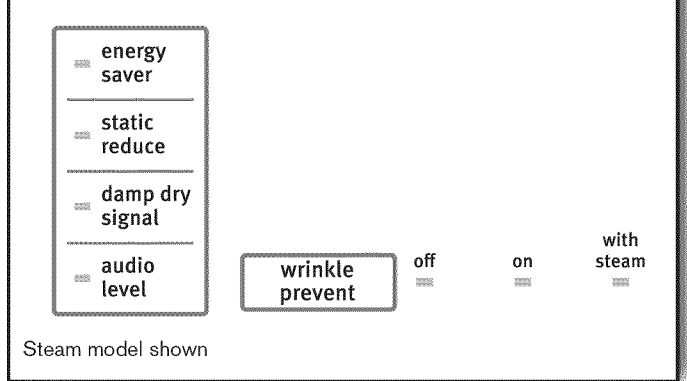 energy
saver
static
reduce
damp dry
signal
audio
level
wrinkle
prevent
off
on
with
steam
Steam model shown